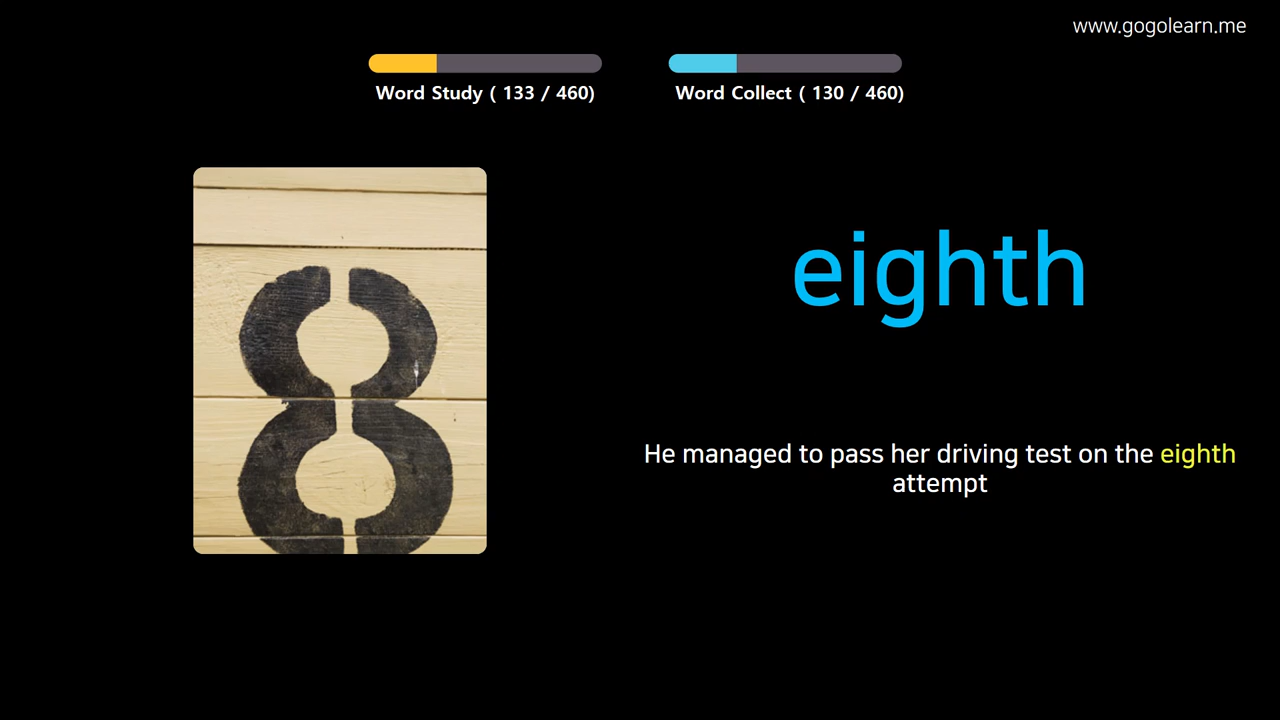 www.gogolearn.me
Word Study ( 133 / 460)
Word Collect ( 130 / 460)
8
eighth
He managed to pass her driving test on the eighth
attempt